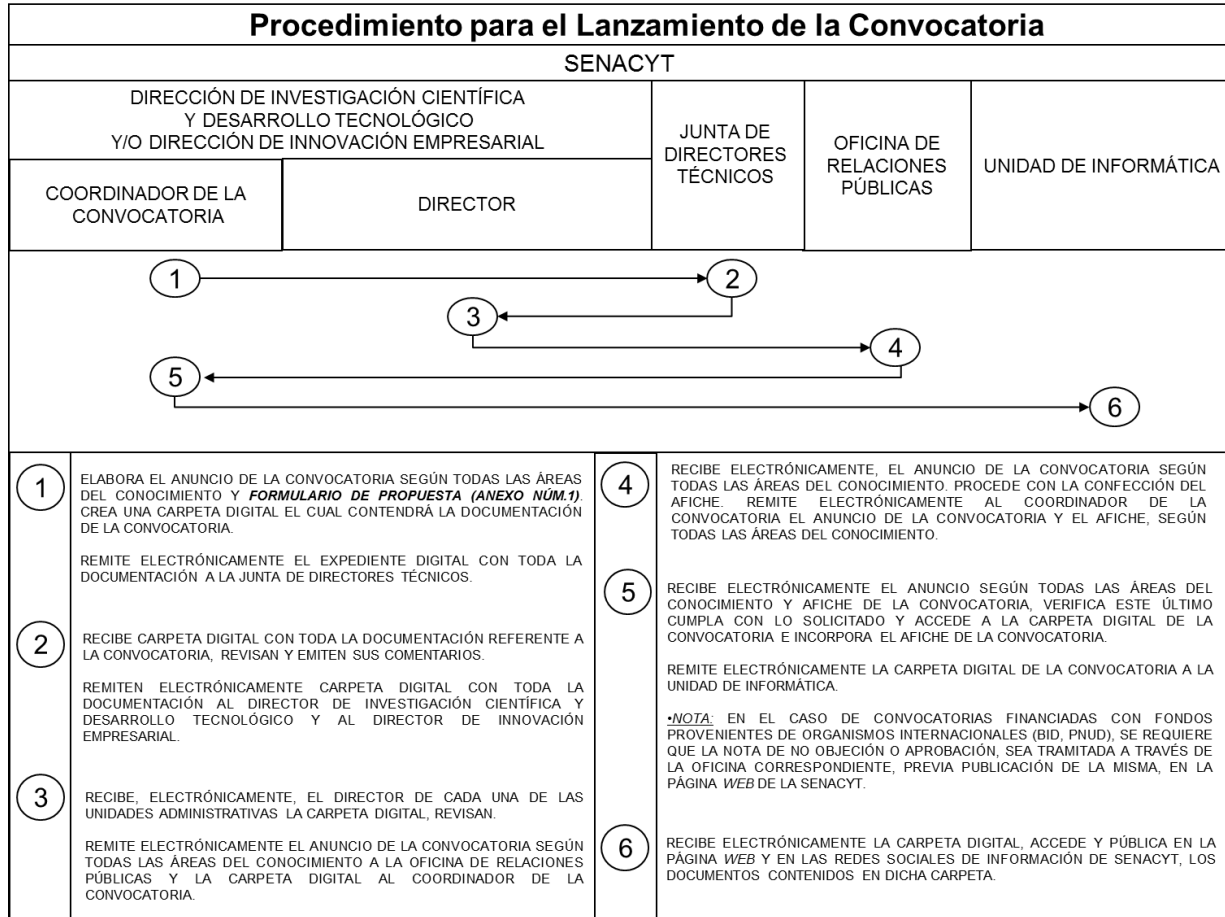 Procedimiento para el Lanzamiento de la Convocatoria
SENACYT
DIRECCIÓN DE INVESTIGACIÓN CIENTÍFICA
Y DESARROLLO TECNOLÓGICO
Y/O DIRECCIÓN DE INNOVACIÓN EMPRESARIAL
JUNTA DE
DIRECTORES
TÉCNICOS
OFICINA DE
RELACIONES
PÚBLICAS
UNIDAD DE INFORMÁTICA
COORDINADOR DE LA
CONVOCATORIA
DIRECTOR
1
2
3
4
5
6
1
ELABORA EL ANUNCIO DE LA CONVOCATORIA SEGÚN TODAS LAS ÁREAS
DEL CONOCIMIENTO Y FORMULARIO DE PROPUESTA (ANEXO NÚM.1).
CREA UNA CARPETA DIGITAL EL CUAL CONTENDRÁ LA DOCUMENTACIÓN
DE LA CONVOCATORIA.
REMITE ELECTRÓNICAMENTE EL EXPEDIENTE DIGITAL CON TODA LA
DOCUMENTACIÓN A LA JUNTA DE DIRECTORES TÉCNICOS.
2
RECIBE CARPETA DIGITAL CON TODA LA DOCUMENTACIÓN REFERENTE A
LA CONVOCATORIA, REVISAN Y EMITEN SUS COMENTARIOS.
REMITEN ELECTRÓNICAMENTE CARPETA DIGITAL CON TODA LA
DOCUMENTACIÓN AL DIRECTOR DE INVESTIGACIÓN CIENTÍFICA Y
DESARROLLO TECNOLÓGICO Y AL DIRECTOR DE INNOVACIÓN
EMPRESARIAL.
3
RECIBE, ELECTRÓNICAMENTE, EL DIRECTOR DE CADA UNA DE LAS
UNIDADES ADMINISTRATIVAS LA CARPETA DIGITAL, REVISAN.
REMITE ELECTRÓNICAMENTE EL ANUNCIO DE LA CONVOCATORIA SEGÚN
TODAS LAS ÁREAS DEL CONOCIMIENTO A LA OFICINA DE RELACIONES
PÚBLICAS Y LA CARPETA DIGITAL AL COORDINADOR DE LA
CONVOCATORIA.
4
RECIBE ELECTRÓNICAMENTE, EL ANUNCIO DE LA CONVOCATORIA SEGÚN
TODAS LAS ÁREAS DEL CONOCIMIENTO. PROCEDE CON LA CONFECCIÓN DEL
AFICHE. REMITE ELECTRÓNICAMENTE AL COORDINADOR DE LA
CONVOCATORIA EL ANUNCIO DE LA CONVOCATORIA Y EL AFICHE, SEGÚN
TODAS LAS ÁREAS DEL CONOCIMIENTO.
5
RECIBE ELECTRÓNICAMENTE EL ANUNCIO SEGÚN TODAS LAS ÁREAS DEL
CONOCIMIENTO Y AFICHE DE LA CONVOCATORIA, VERIFICA ESTE ÚLTIMO
CUMPLA CON LO SOLICITADO Y ACCEDE A LA CARPETA DIGITAL DE LA
CONVOCATORIA E INCORPORA EL AFICHE DE LA CONVOCATORIA.
REMITE ELECTRÓNICAMENTE LA CARPETA DIGITAL DE LA CONVOCATORIA A LA
UNIDAD DE INFORMÁTICA.
•NOTA: EN EL CASO DE CONVOCATORIAS FINANCIADAS CON FONDOS
PROVENIENTES DE ORGANISMOS INTERNACIONALES (BID, PNUD), SE REQUIERE
QUE LA NOTA DE NO OBJECIÓN O APROBACIÓN, SEA TRAMITADA A TRAVÉS DE
LA OFICINA CORRESPONDIENTE, PREVIA PUBLICACIÓN DE LA MISMA, EN LA
PÁGINA WEB DE LA SENACYT.
6
RECIBE ELECTRÓNICAMENTE LA CARPETA DIGITAL, ACCEDE Y PÚBLICA EN LA
PÁGINA WEB Y EN LAS REDES SOCIALES DE INFORMACIÓN DE SENACYT, LOS
DOCUMENTOS CONTENIDOS EN DICHA CARPETA.